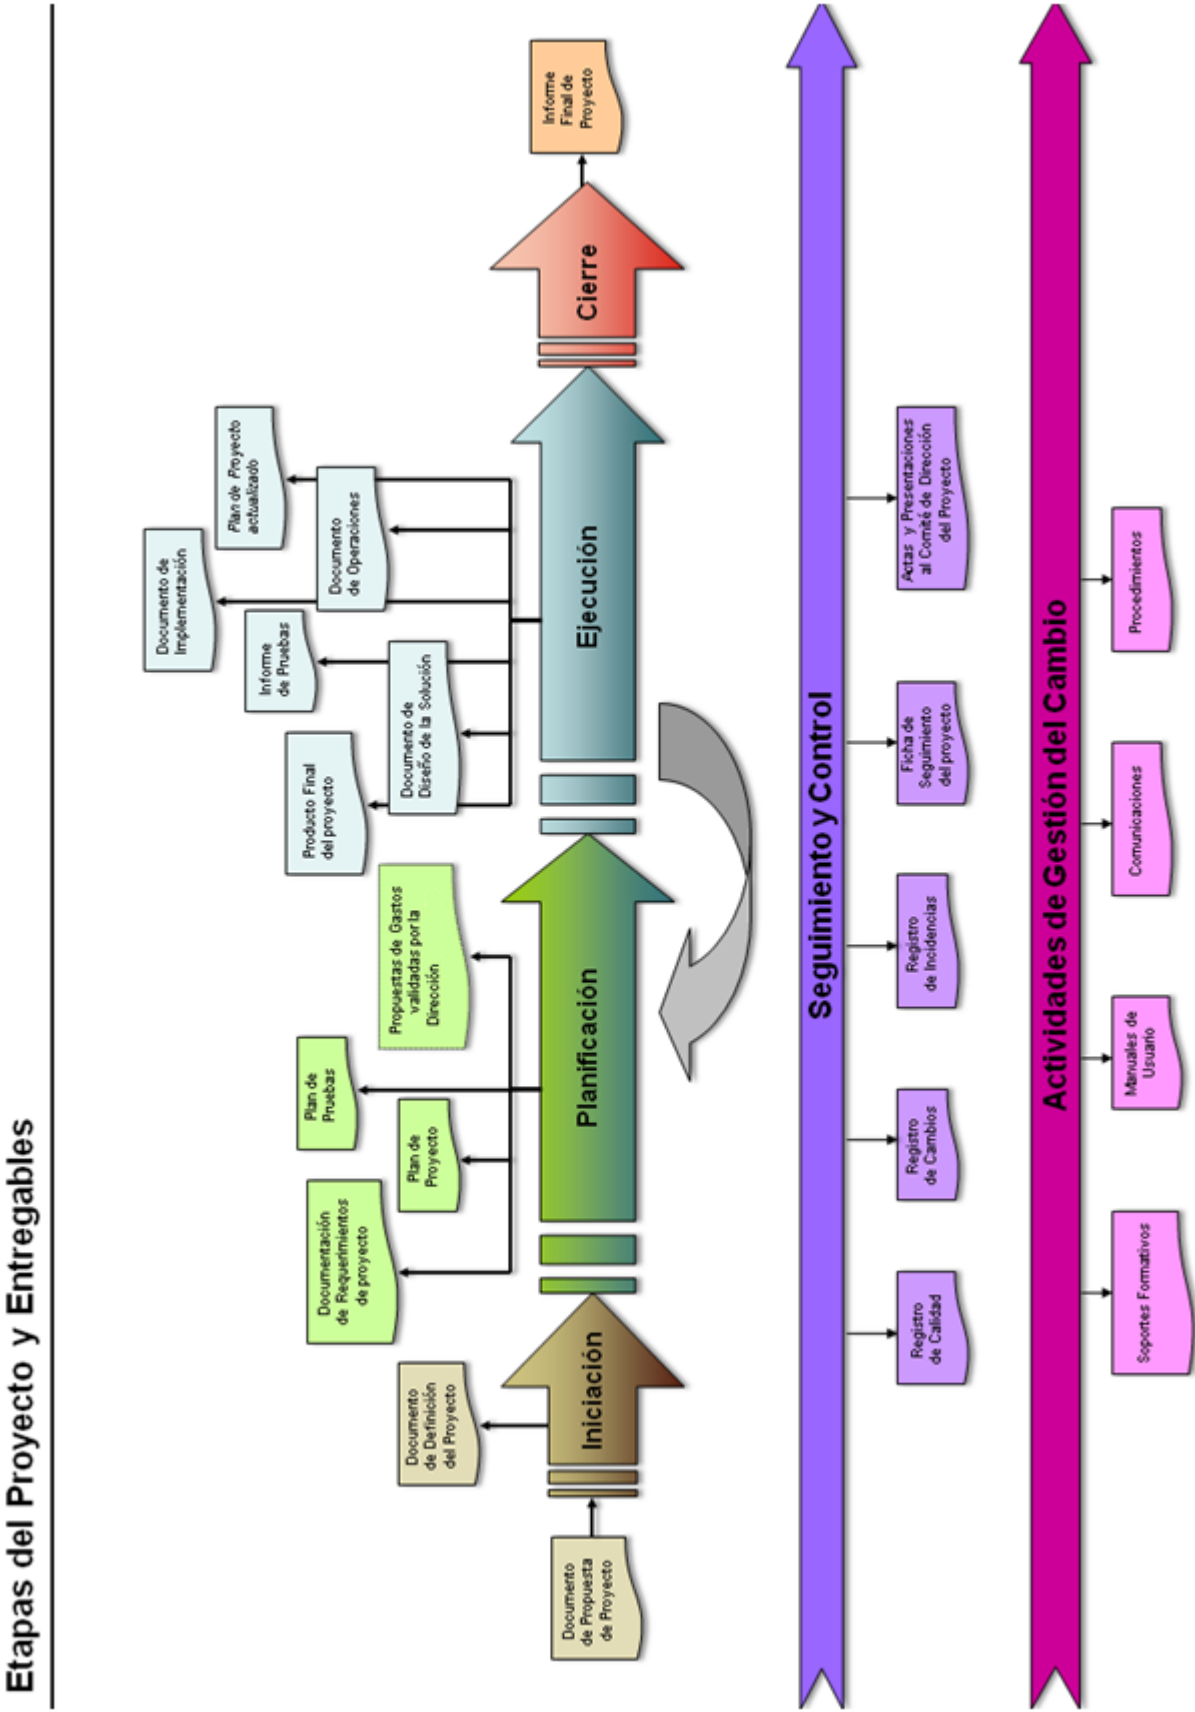 Etapas del Proyecto y Entregables
Documento
de Propuesta
de Proyecto
Iniciación
Documento
de Definición
del Proyecto
Planificación
Documentación
de Requerimientos
de proyecto
Plan de
Proyecto
Plan de
Pruebas
Propuestas de Gastos
validadas por la
Dirección
Ejecución
Producto Final
del proyecto
Documento de
Diseño de la Solución
Informe
de Pruebas
Documento de
Implementación
Documento
de Operaciones
Plan de Proyecto
actualizado
Cierre
Informe
Final de
Proyecto
Seguimiento y Control
Registro
de Calidad
Registro
de Cambios
Registro
de Incidencias
Ficha de
Seguimiento
del proyecto
Actas y Presentaciones
al Comité de Dirección
del Proyecto
Actividades de Gestión del Cambio
Soportes Formativos
Manuales de
Usuario
Comunicaciones
Procedimientos